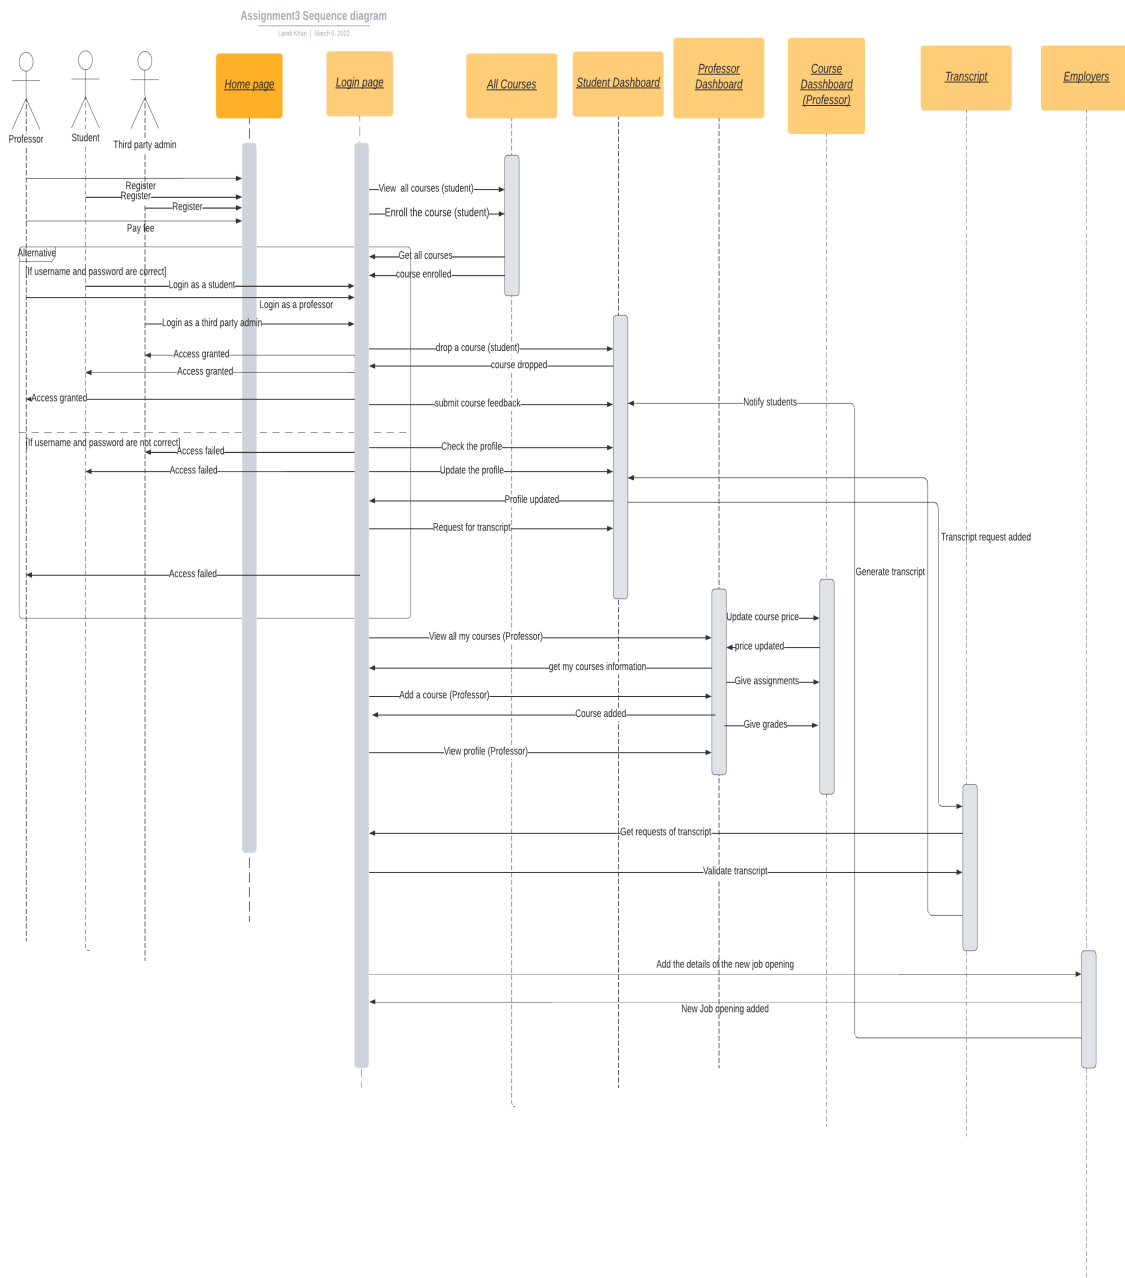 Assignment3 Sequence diagram
Lareb Khan | March 6, 2022
Professor
Student
Third party admin
Home page
Login page
All Courses
Student Dashboard
Professor
Dashboard
Course
Dasshboard
(Professor)
Transcript
Employers
Register
Register
Register
Pay fee
View all courses (student)
Enroll the course (student)
Get all courses
course enrolled
Alternative
[If username and password are correct]
Login as a student
Login as a professor
Login as a third party admin
drop a course (student)
Access granted
course dropped
Access granted
Access granted
submit course feedback
Notify students
[If username and password are not correct]
Access failed
Check the profile
Access failed
Update the profile
Profile updated
Request for transcript
Transcript request added
Generate transcript
Access failed
Update course price
View all my courses (Professor)
price updated
get my courses information
Give assignments
Add a course (Professor)
Course added
Give grades
View profile (Professor)
Get requests of transcript
Validate transcript
Add the details of the new job opening
New Job opening added